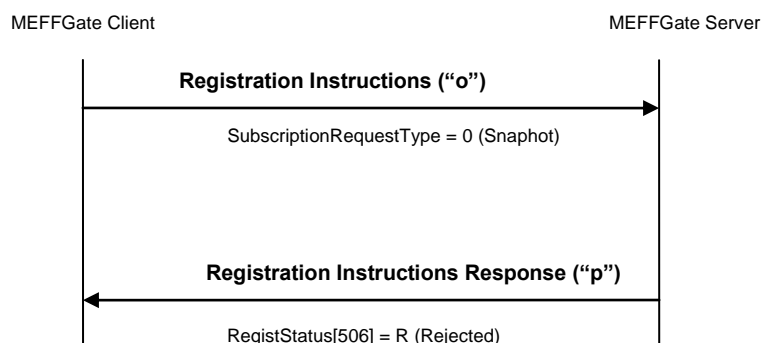 MEFFGate Client
MEFFGate Server
Registration Instructions (“o”)
SubscriptionRequestType = 0 (Snaphot)
Registration Instructions Response (“p”)
RegistStatus[506] = R (Rejected)